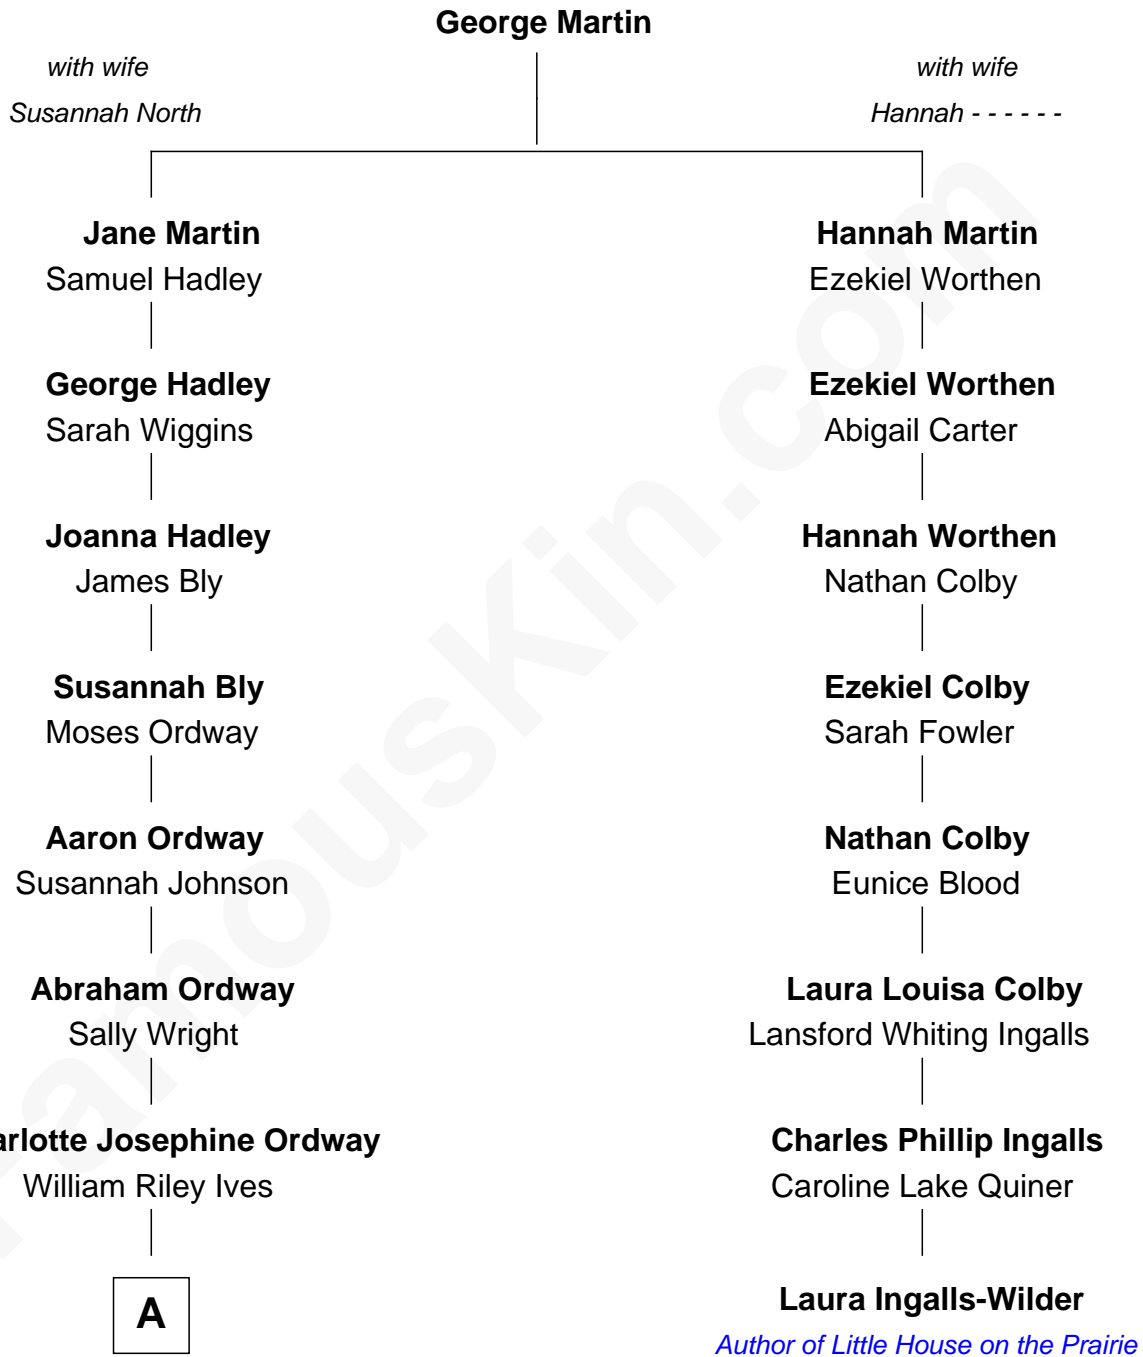 George Martin
with wife
Susannah North
with wife
Hannah - - - - - -
Jane Martin
Samuel Hadley
Hannah Martin
Ezekiel Worthen
George Hadley
Sarah Wiggins
Ezekiel Worthen
Abigail Carter
Joanna Hadley
James Bly
Hannah Worthen
Nathan Colby
Susannah Bly
Moses Ordway
Ezekiel Colby
Sarah Fowler
Aaron Ordway
Susannah Johnson
Nathan Colby
Eunice Blood
Abraham Ordway
Sally Wright
Laura Louisa Colby
Lansford Whiting Ingalls
arlotte Josephine Ordway
William Riley Ives
Charles Phillip Ingalls
Caroline Lake Quiner
A
Laura Ingalls-Wilder
Author of Little House on the Prairie
FamousKin.com